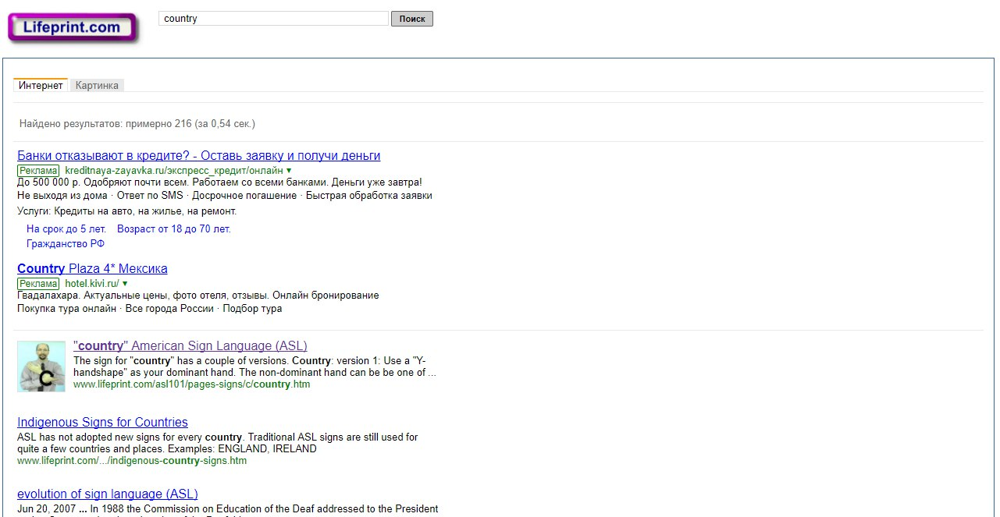 Lifeprint.com
country
Поиск
Интернет Картинка
Найдено результатов: примерно 216 (за 0,54 сек.)
Банки отказывают в кредите? - Оставь заявку и получи деньги
Реклама kreditnaya-zayavka.ru/экспресс_кредит/онлайн ▼
До 500 000 р. Одобряют почти всем. Работаем со всеми банками. Деньги уже завтра!
Не выходя из дома · Ответ по SMS · Досрочное погашение · Быстрая обработка заявки
Услуги: Кредиты на авто, на жилье, на ремонт.
На срок до 5 лет. Возраст от 18 до 70 лет.
Гражданство РФ
Country Plaza 4* Мексика
Реклама hotel.kivi.ru/ ▼
Гвадалахара. Актуальные цены, фото отеля, отзывы. Онлайн бронирование
Покупка тура онлайн · Все города России · Подбор тура
"country" American Sign Language (ASL)
The sign for "country" has a couple of versions. Country: version 1: Use a "Y-
handshape" as your dominant hand. The non-dominant hand can be be one of ...
C
www.lifeprint.com/asl101/pages-signs/c/country.htm
Indigenous Signs for Countries
ASL has not adopted new signs for every country. Traditional ASL signs are still used for
quite a few countries and places. Examples: ENGLAND, IRELAND
www.lifeprint.com/.../indigenous-country-signs.htm
evolution of sign language (ASL)
Jun 20, 2007 ... In 1988 the Commission on Education of the Deaf addressed to the President